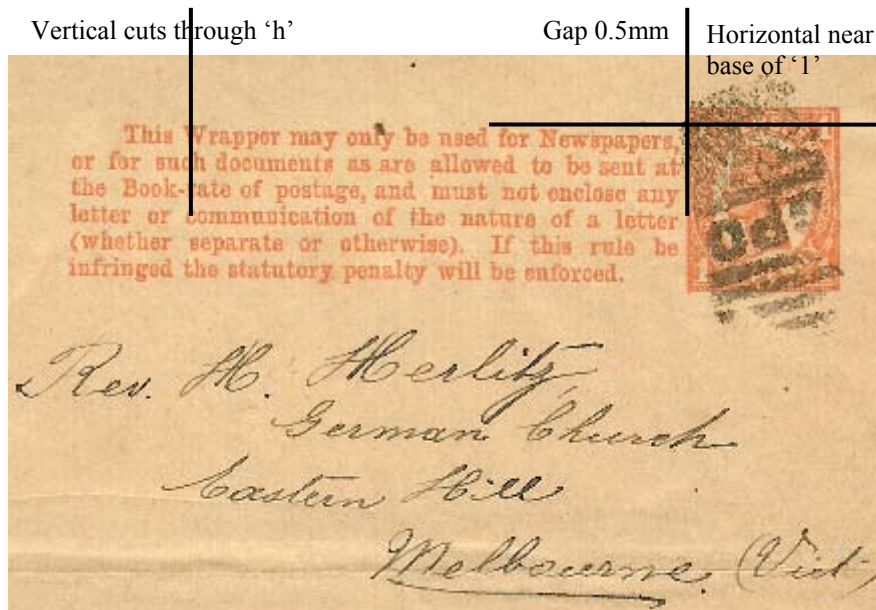 Vertical cuts through ‘h’
Gap 0.5mm
Horizontal near
base of ‘1’
This Wrapper may only be used for Newspapers,
or for such documents as are allowed to be sent at
the Book-rate of postage, and must not enclose any
letter or communication of the nature of a letter
(whether separate or otherwise). If this rule be
infringed the statutory penalty will be enforced.
GPO
Rev. H. Herlitz,
German Church
Eastern Hill
Melbourne. (Vict.)